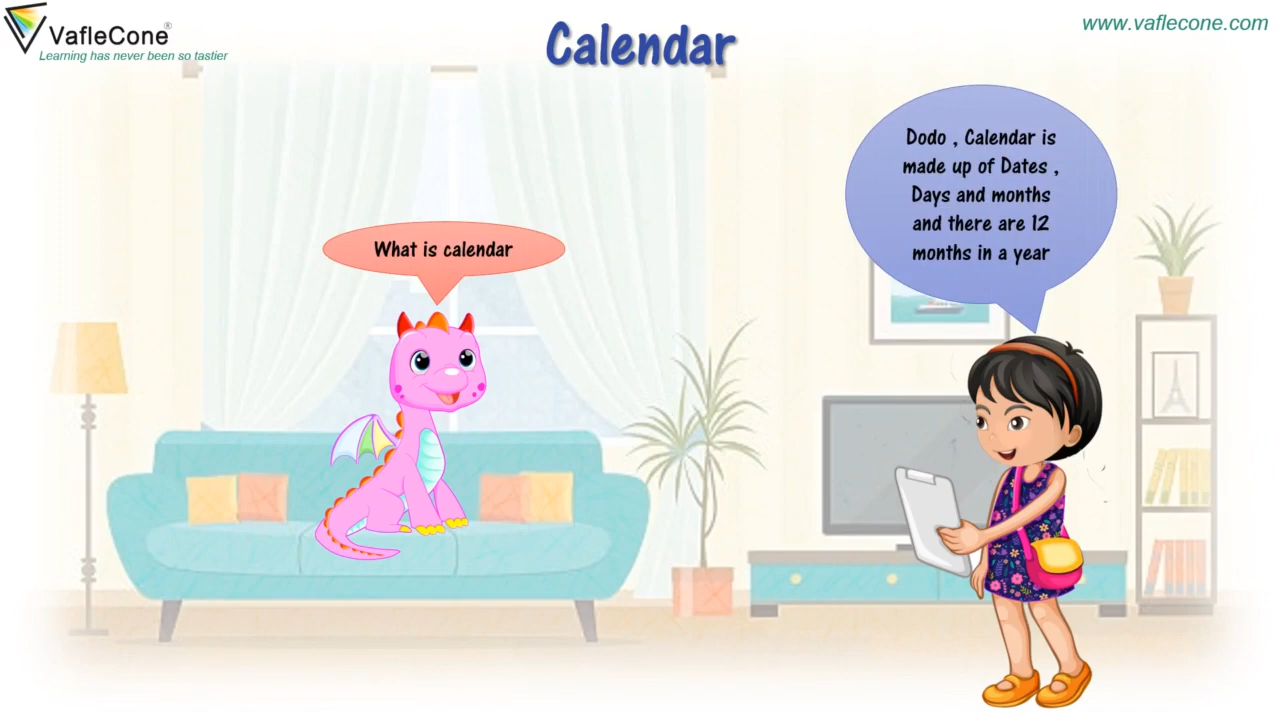 VafleCone®
Learning has never been so tastier
Calendar
www.vaflecone.com
What is calendar
Dodo , Calendar is
made up of Dates ,
Days and months
and there are 12
months in a year